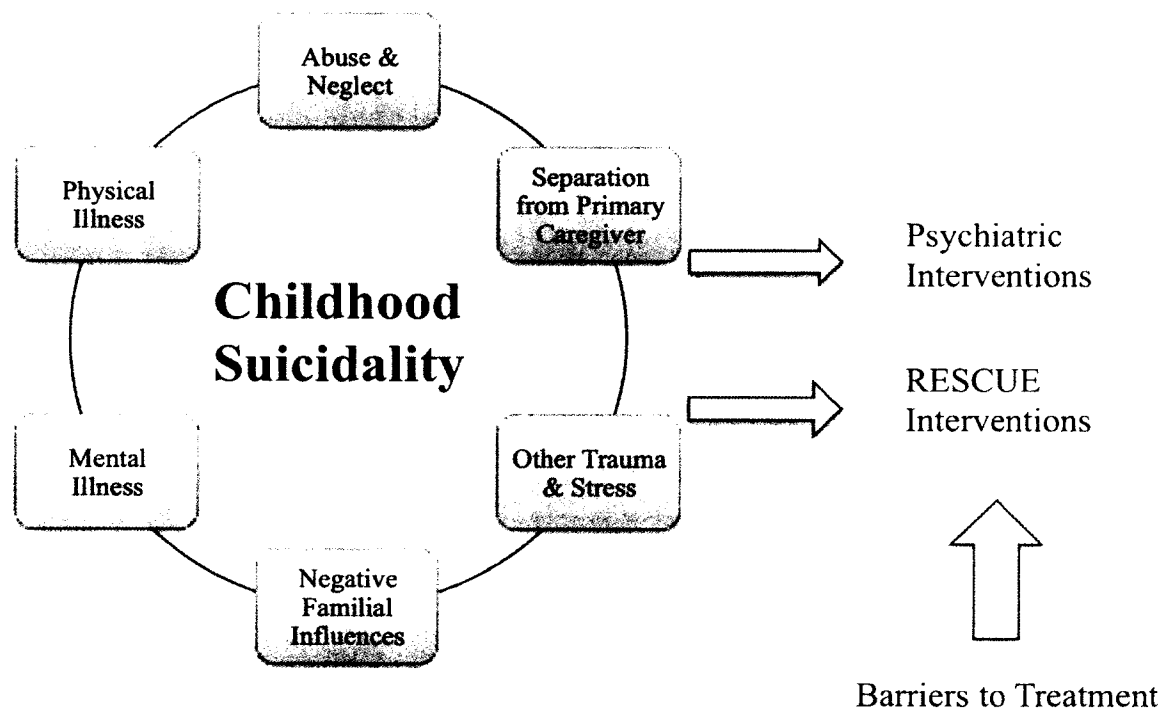 Abuse &
Neglect
Separation
from Primary
Caregiver
Physical
Illness
Childhood
Suicidality
Psychiatric
Interventions
RESCUE
Interventions
Mental
Illness
Other Trauma
& Stress
Negative
Familial
Influences
Barriers to Treatment